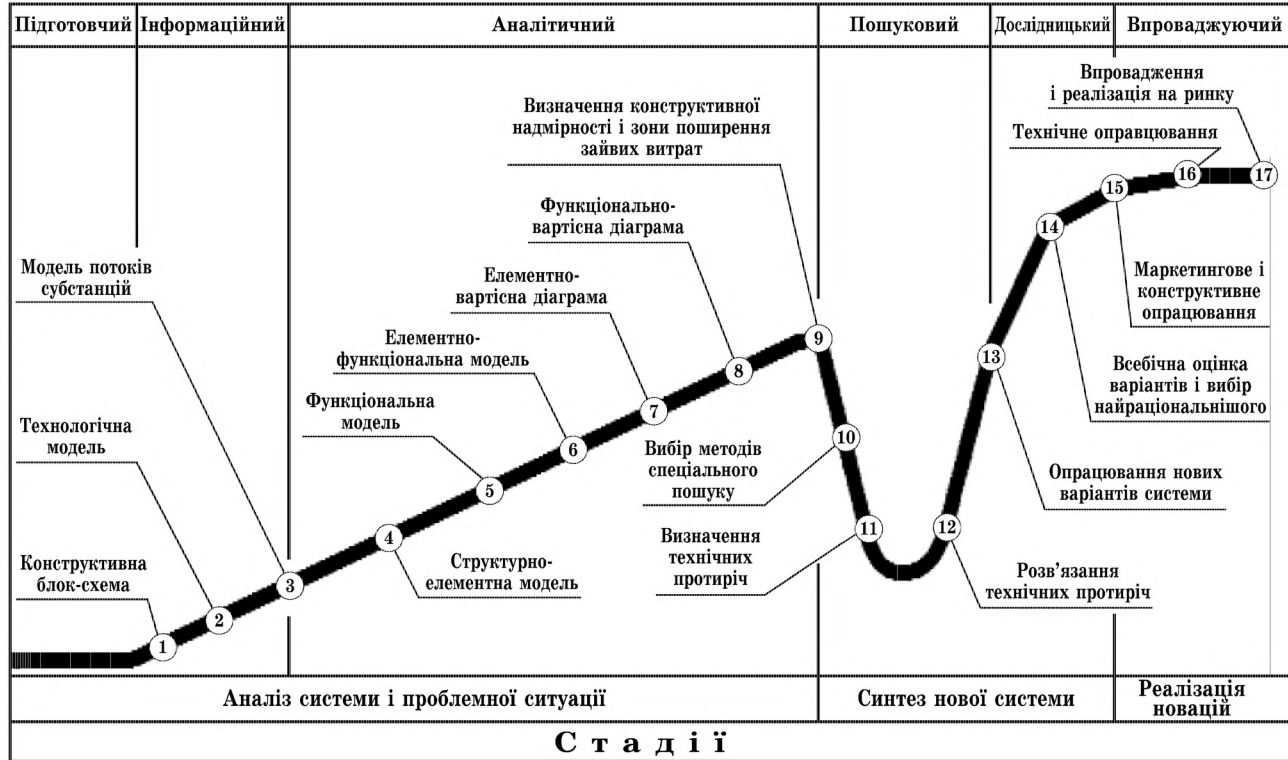 Підготовчий
Інформаційний
Аналітичний
Пошуковий
Дослідницький
Впроваджуючий
Впровадження
і реалізація на ринку
Визначення конструктивної
надмірності і зони поширення
зайвих витрат
Технічне оправцювання
16
17
15
Функціонально-
вартісна діаграма
14
Модель потоків
субстанцій
Елементно-
вартісна діаграма
Маркетингове і
конструктивне
опрацювання
Елементно-
функціональна модель
9
13
8
Всебічна оцінка
варіантів і вибір
найраціональнішого
Функціональна
модель
7
Технологічна
модель
6
10
Вибір методів
спеціального
пошуку
5
Опрацювання нових
варіантів системи
4
11
12
Визначення
технічних
протиріч
Конструктивна
блок-схема
3
Структурно-
елементна модель
Розв’язання
технічних протиріч
2
1
Аналіз системи і проблемної ситуації
Синтез нової системи
Реалізація
новацій
Стадії